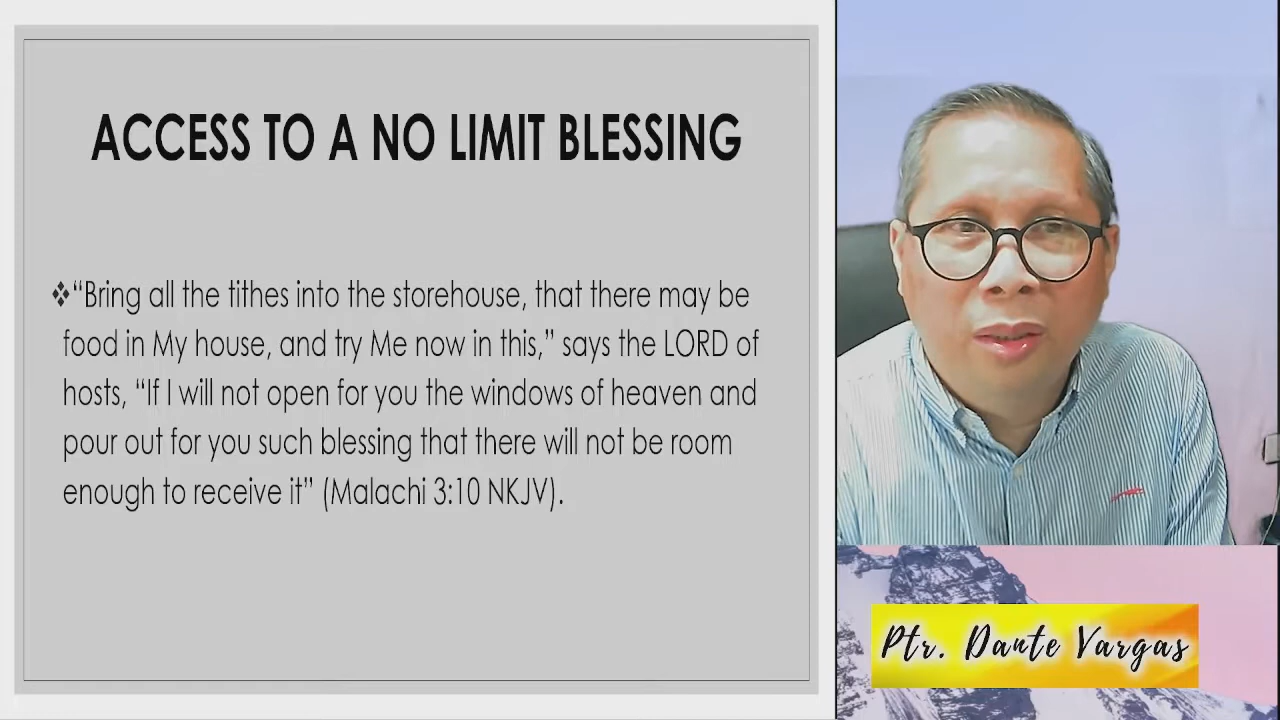 ACCESS TO A NO LIMIT BLESSING
❖“Bring all the tithes into the storehouse, that there may be
food in My house, and try Me now in this,” says the LORD of
hosts, “If I will not open for you the windows of heaven and
pour out for you such blessing that there will not be room
enough to receive it” (Malachi 3:10 NKJV).
Ptr. Dante Vargas